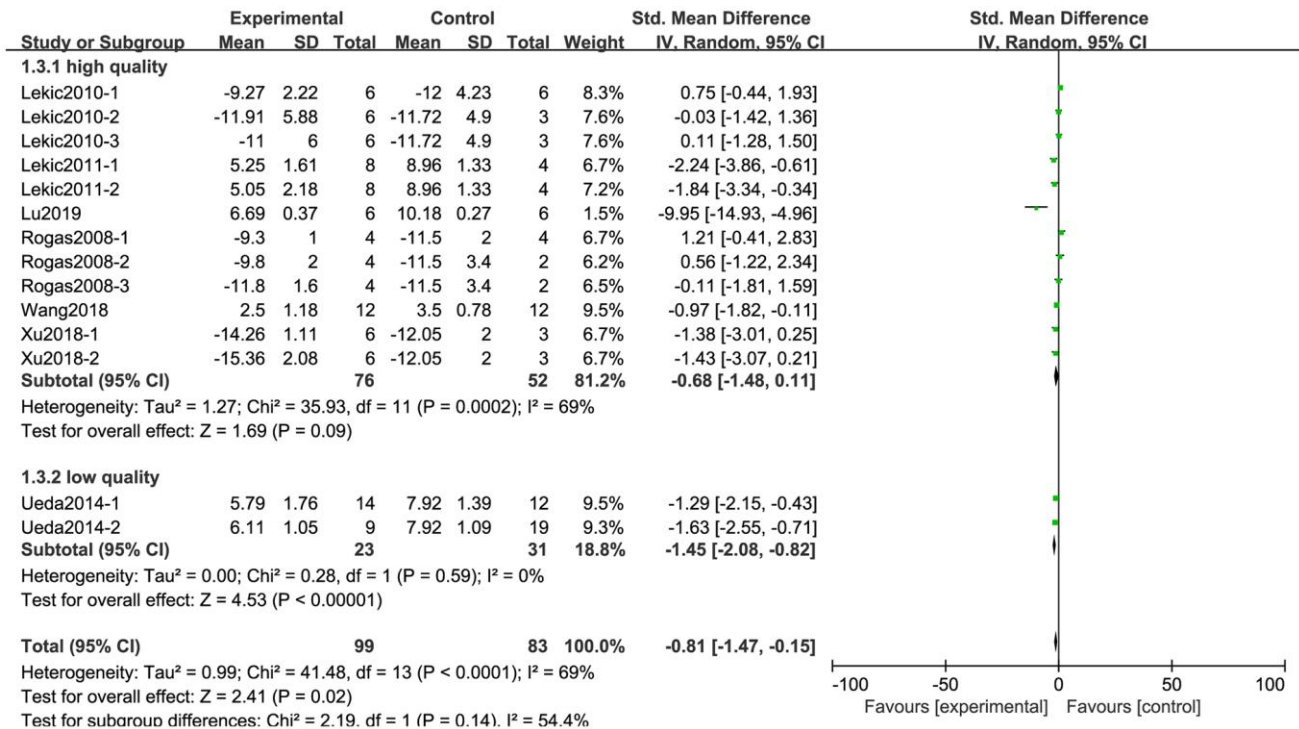 Experimental Control Std. Mean Difference Std. Mean Difference
Study or Subgroup Mean SD Total Mean SD Total Weight IV, Random, 95% CI IV, Random, 95% CI
1.3.1 high quality
Lekic2010-1 -9.27 2.22 6 -12 4.23 6 8.3% 0.75 [-0.44, 1.93]
Lekic2010-2 -11.91 5.88 6 -11.72 4.9 3 7.6% -0.03 [-1.42, 1.36]
Lekic2010-3 -11 6 6 -11.72 4.9 3 7.6% 0.11 [-1.28, 1.50]
Lekic2011-1 5.25 1.61 8 8.96 1.33 4 6.7% -2.24 [-3.86, -0.61]
Lekic2011-2 5.05 2.18 8 8.96 1.33 4 7.2% -1.84 [-3.34, -0.34]
Lu2019 6.69 0.37 6 10.18 0.27 6 1.5% -9.95 [-14.93, -4.96]
Rogas2008-1 -9.3 1 4 -11.5 2 4 6.7% 1.21 [-0.41, 2.83]
Rogas2008-2 -9.8 2 4 -11.5 3.4 2 6.2% 0.56 [-1.22, 2.34]
Rogas2008-3 -11.8 1.6 4 -11.5 3.4 2 6.7% -0.11 [-1.81, 1.59]
Wang2018 2.5 1.18 12 3.5 0.78 12 9.5% -0.97 [-1.82, -0.11]
Xu2018-1 -14.26 1.11 6 -12.05 2 3 6.7% -1.38 [-3.01, 0.25]
Xu2018-2 -15.36 2.08 6 -12.05 2 3 6.7% -1.43 [-3.07, 0.21]
Subtotal (95% CI) 76 52 81.2% -0.68 [-1.48, 0.11]
Heterogeneity: Tau² = 1.27; Chi² = 35.93, df = 11 (P = 0.0002); I² = 69%
Test for overall effect: Z = 1.69 (P = 0.09)
1.3.2 low quality
Ueda2014-1 5.79 1.76 14 7.92 1.39 12 9.5% -1.29 [-2.15, -0.43]
Ueda2014-2 6.11 1.05 9 7.92 1.09 19 9.3% -1.63 [-2.55, -0.71]
Subtotal (95% CI) 23 31 18.8% -1.45 [-2.08, -0.82]
Heterogeneity: Tau² = 0.00; Chi² = 0.28, df = 1 (P = 0.59); I² = 0%
Test for overall effect: Z = 4.53 (P < 0.00001)
Total (95% CI) 99 83 100.0% -0.81 [-1.47, -0.15]
Heterogeneity: Tau² = 0.99; Chi² = 41.48, df = 13 (P < 0.0001); I² = 69%
Test for overall effect: Z = 2.41 (P = 0.02)
Test for subgroup differences: Chi² = 2.19, df = 1 (P = 0.14), I² = 54.4%
-100 -50 0 50 100
Favours [experimental] Favours [control]